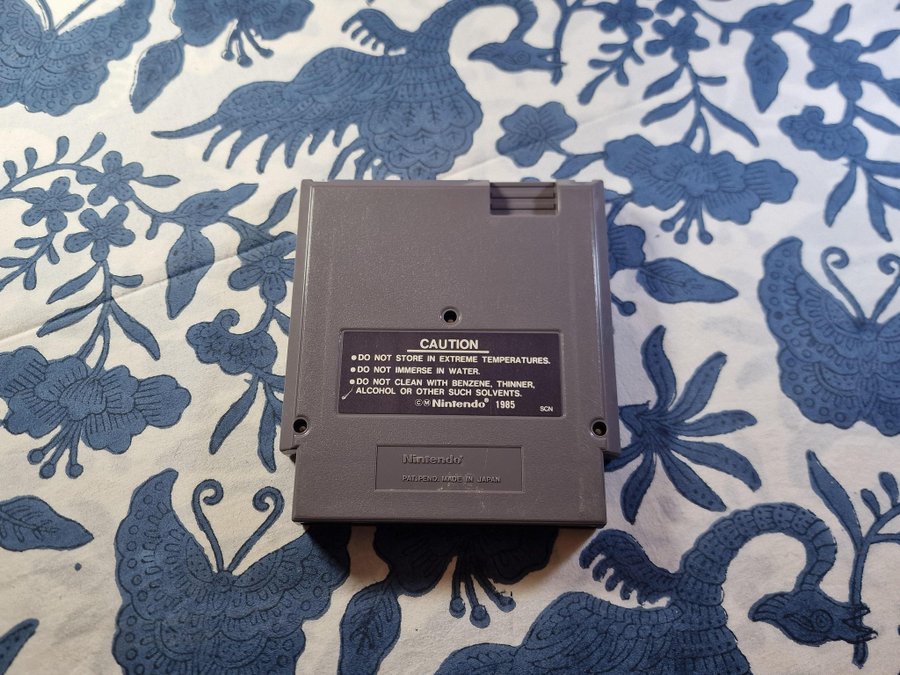 CAUTION
●DO NOT STORE IN EXTREME TEMPERATURES.
●DO NOT IMMERSE IN WATER.
●DO NOT CLEAN WITH BENZENE, THINNER,
ALCOHOL OR OTHER SUCH SOLVENTS.
©Ⓜ Nintendo® 1985
SCN
Nintendo®
PAT.PEND. MADE IN JAPAN